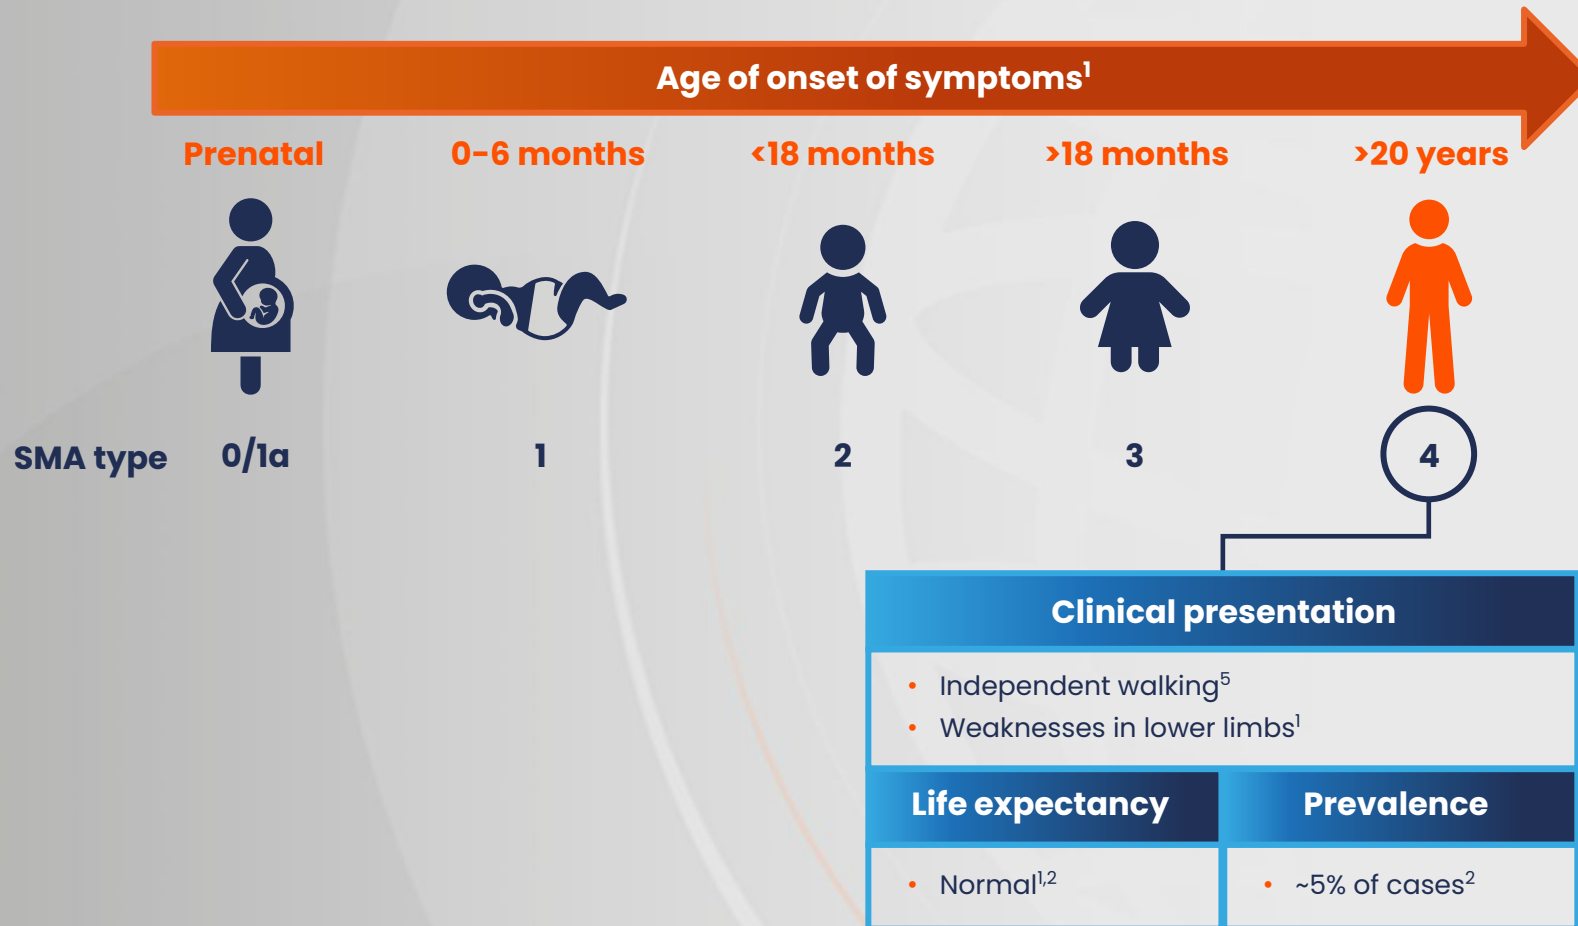 Age of onset of symptoms¹
Prenatal 0-6 months <18 months >18 months >20 years
SMA type 0/1a 1 2 3 4
Clinical presentation
• Independent walking⁵
• Weaknesses in lower limbs¹
Life expectancy Prevalence
• Normal¹,² • ~5% of cases²